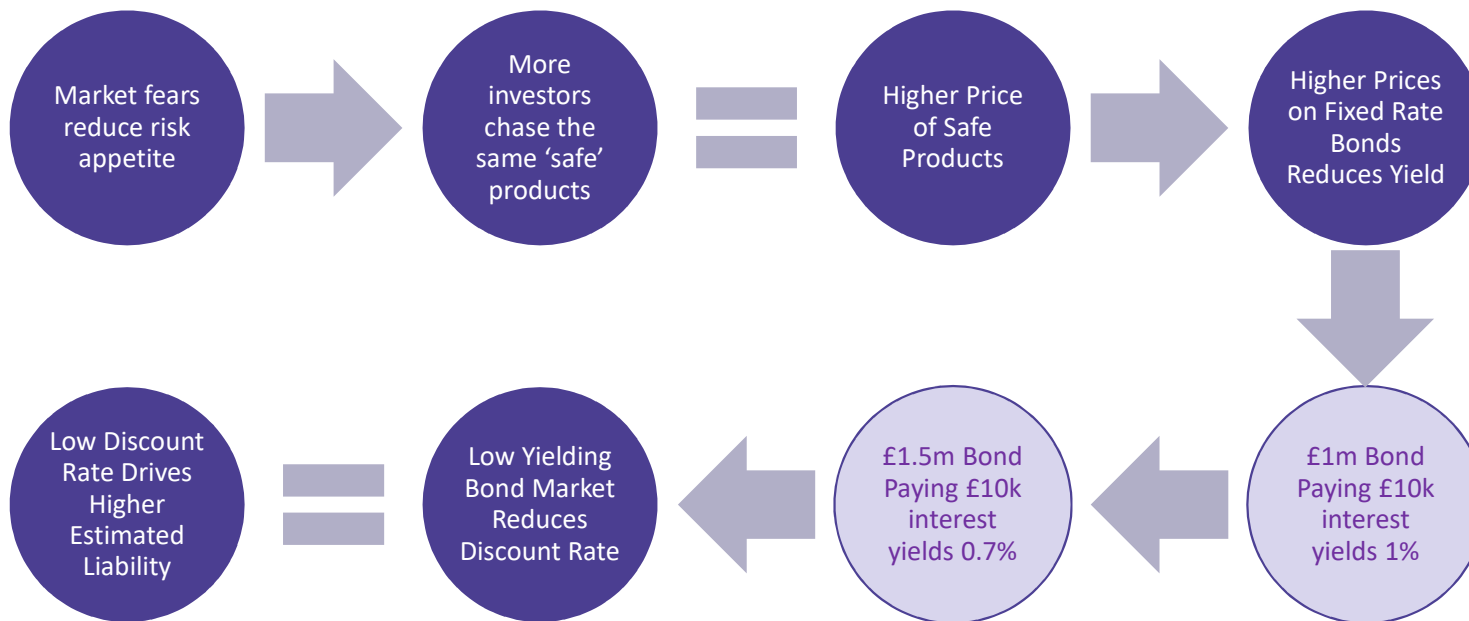 Market fears
reduce risk
appetite
More
investors
chase the
same ‘safe’
products
Higher Price
of Safe
Products
Higher Prices
on Fixed Rate
Bonds
Reduces Yield
£1m Bond
Paying £10k
interest
yields 1%
£1.5m Bond
Paying £10k
interest
yields 0.7%
Low Yielding
Bond Market
Reduces
Discount Rate
Low Discount
Rate Drives
Higher
Estimated
Liability